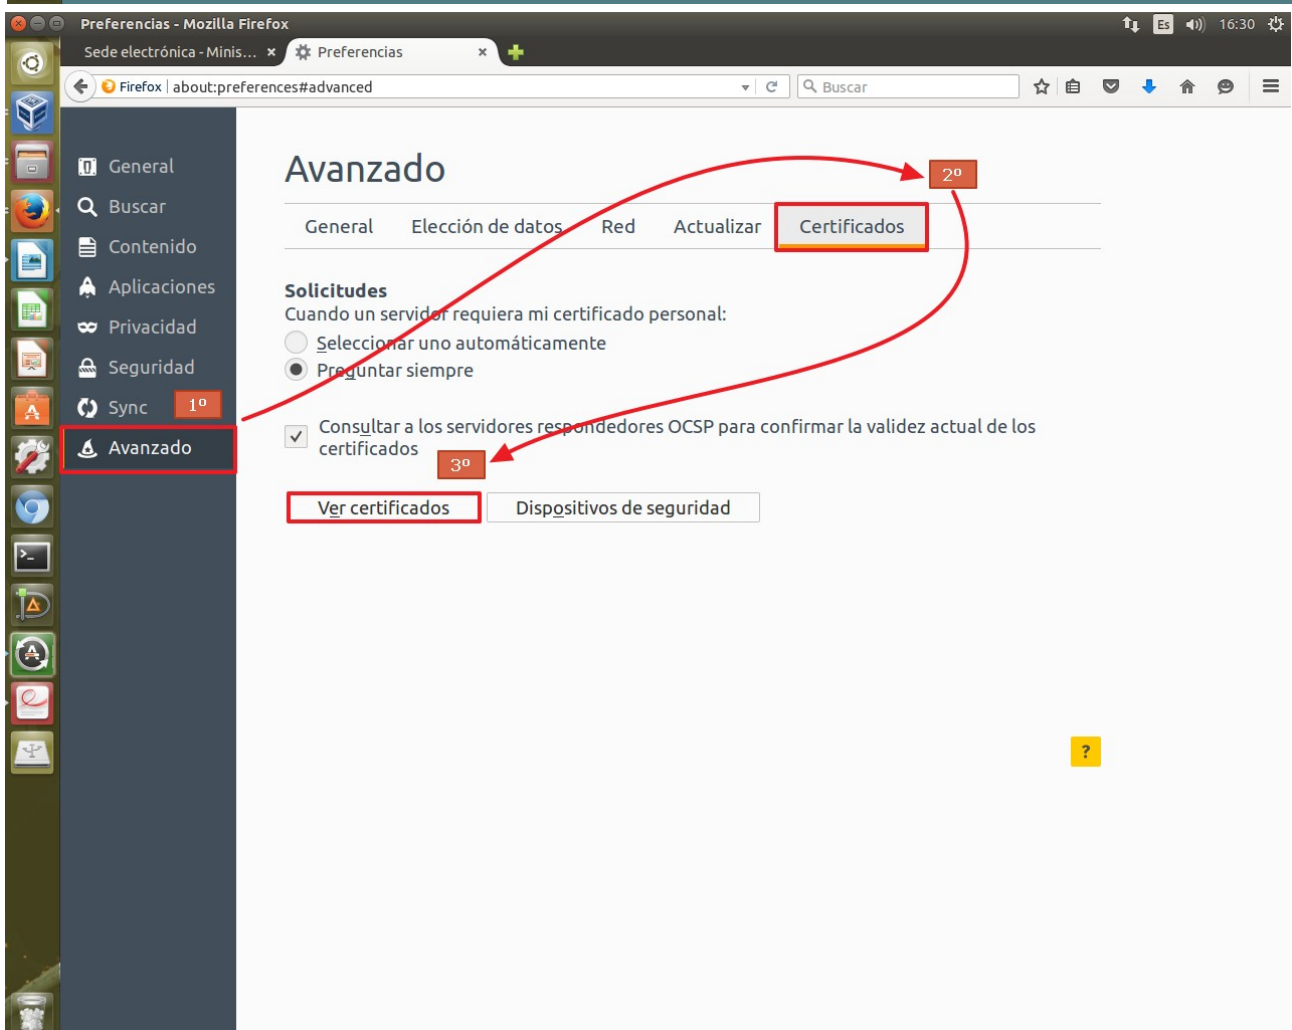 Preferencias - Mozilla Firefox
Es
16:30
Sede electrónica - Minis...
Preferencias
Firefox
about:preferences#advanced
Buscar
General
Buscar
Contenido
Aplicaciones
Privacidad
Seguridad
Sync
1º
Avanzado
Avanzado
2º
General
Elección de datos
Red
Actualizar
Certificados
Solicitudes
Cuando un servidor requiera mi certificado personal:
Seleccionar uno automáticamente
Preguntar siempre
Consultar a los servidores respondedores OCSP para confirmar la validez actual de los
certificados
3º
Ver certificados
Dispositivos de seguridad
?